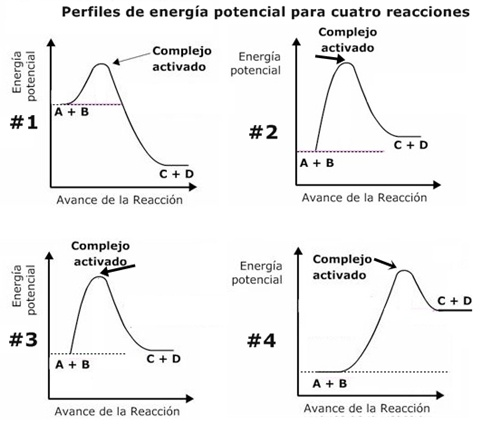 Perfiles de energía potencial para cuatro reacciones
Energía
potencial
Complejo
activado
A + B
#1
C + D
Avance de la Reacción
Complejo
activado
Energía
potencial
#2
C + D
A + B
Avance de la Reacción
Complejo
activado
Energía
potencial
#3
C + D
A + B
Avance de la Reacción
Complejo
activado
Energía
potencial
C + D
#4
A + B
Avance de la Reacción